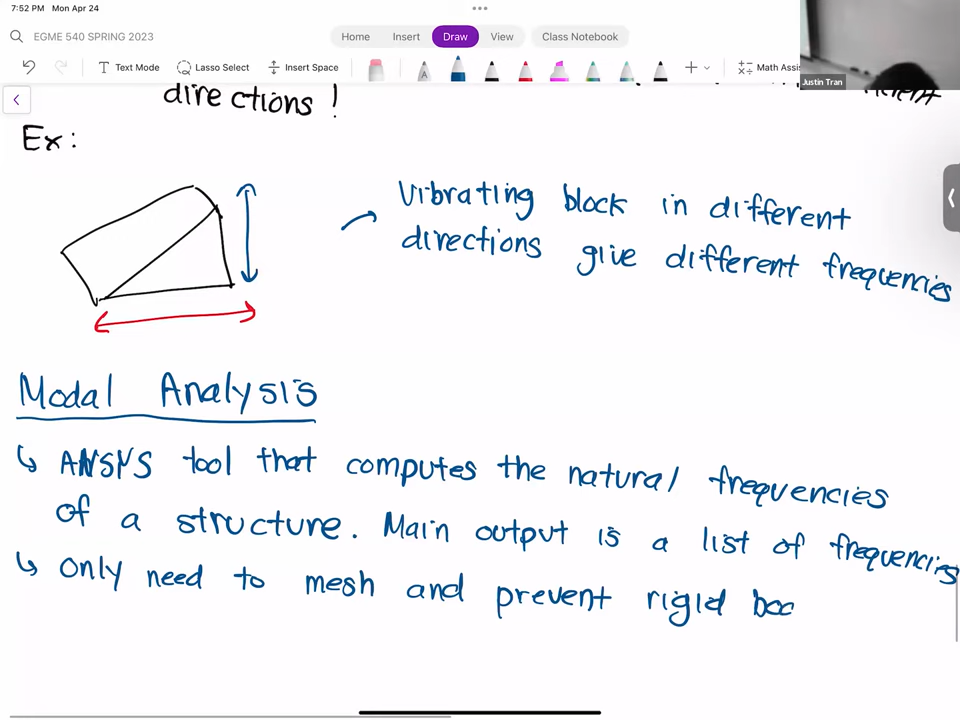 7:52 PM Mon Apr 24
EGME 540 SPRING 2023
Home Insert Draw View Class Notebook
Text Mode Lasso Select Insert Space Math Assis
Justin Tran
directions !
Ex:
Vibrating block in different
directions give different frequencies
Modal Analysis
↳ ANSYS tool that computes the natural frequencies
of a structure. Main output is a list of frequencies
↳ Only need to mesh and prevent rigid boc